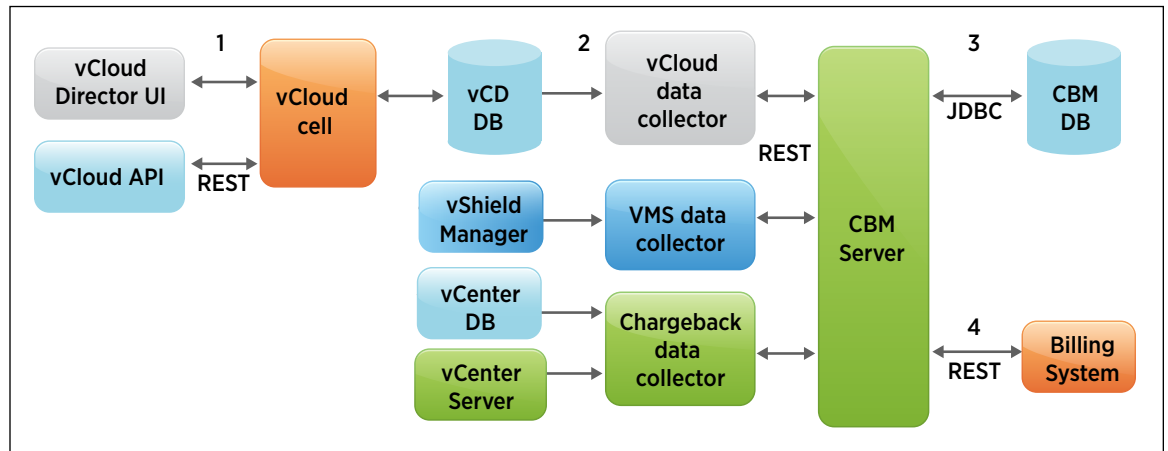 1
vCloud
Director UI
vCloud API
REST
vCloud
cell
vCD
DB
2
vCloud
data
collector
REST
vShield
Manager
VMS data
collector
vCenter
DB
vCenter
Server
Chargeback
data
collector
CBM
Server
3
JDBC
CBM
DB
4
REST
Billing
System